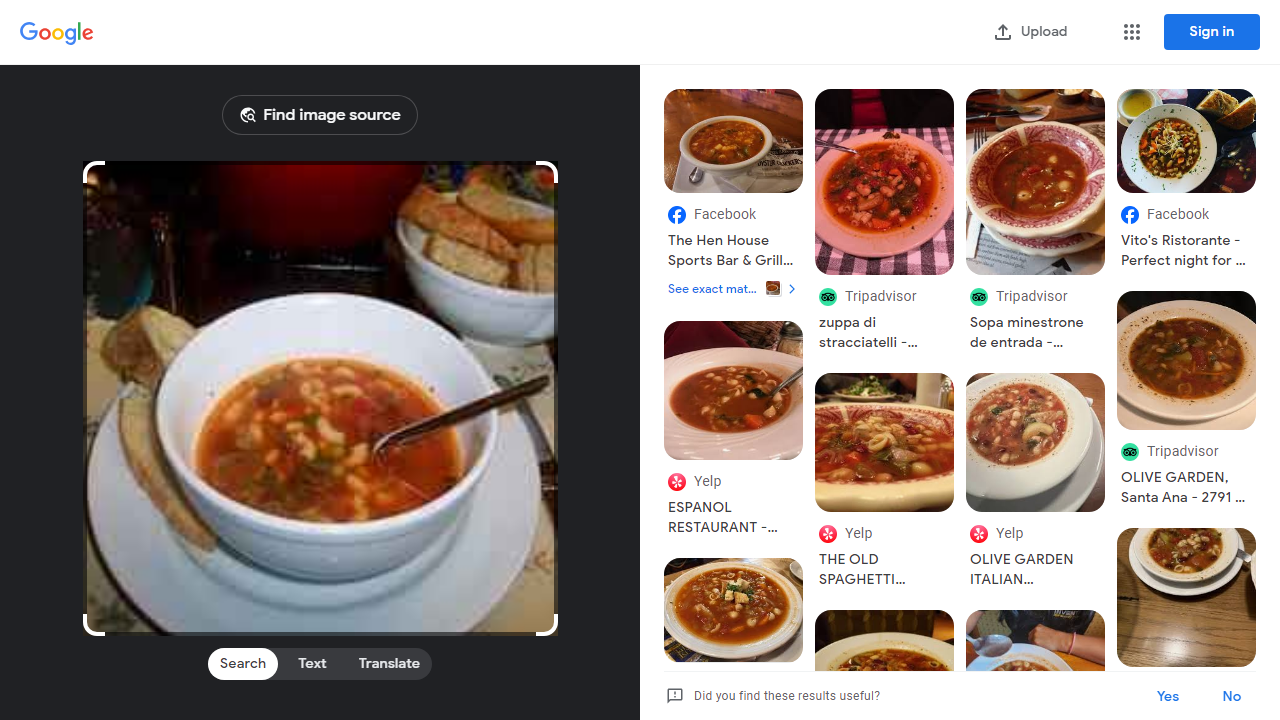 Google
Upload
Sign in
Find image source
Search
Text
Translate
Facebook
The Hen House
Sports Bar & Grill...
See exact mat...
Yelp
ESPANOL
RESTAURANT -...
Tripadvisor
zuppa di
stracciatelli -...
Yelp
THE OLD
SPAGHETTI...
Tripadvisor
Sopa minestrone
de entrada -...
Yelp
OLIVE GARDEN
ITALIAN...
Facebook
Vito's Ristorante -
Perfect night for ...
Tripadvisor
OLIVE GARDEN,
Santa Ana - 2791 ...
Did you find these results useful?
Yes
No